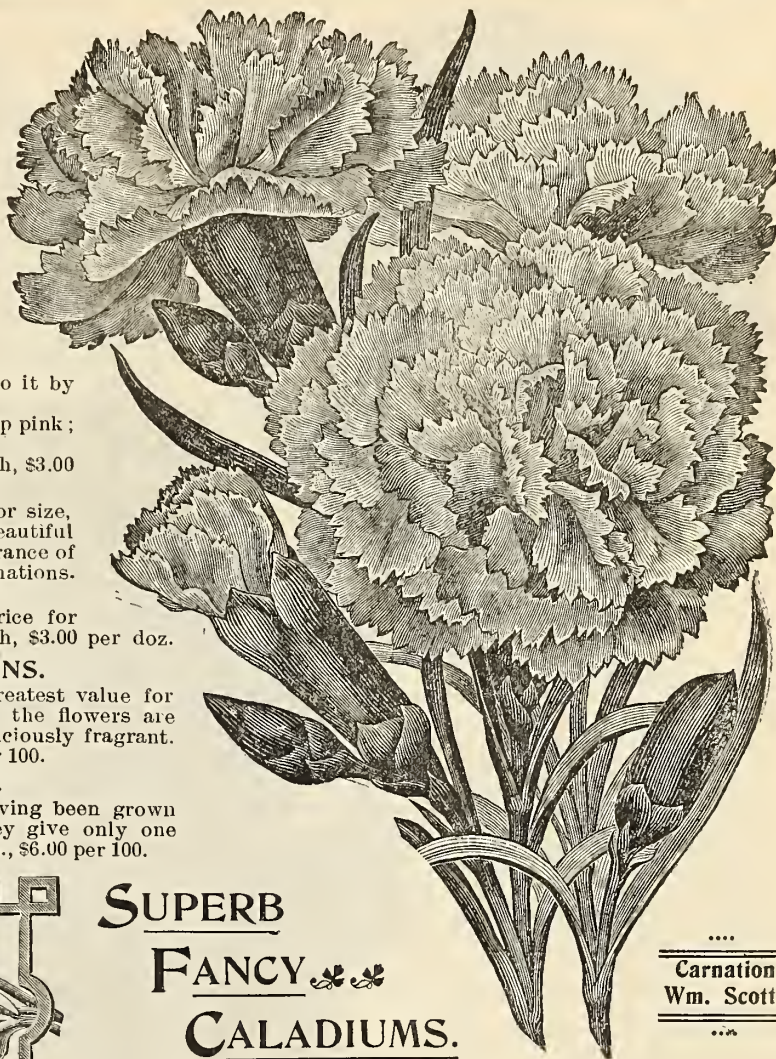 o it by
p pink ;
h, $3.00
or size,
eautiful
rance of
nations.
rice for
h, $3.00 per doz.
NS.
reatest value for
the flowers are
ciously fragrant.
100.
ving been grown
ey give only one
., $6.00 per 100.
SUPERB
FANCY
CALADIUMS.
Carnation
Wm. Scott